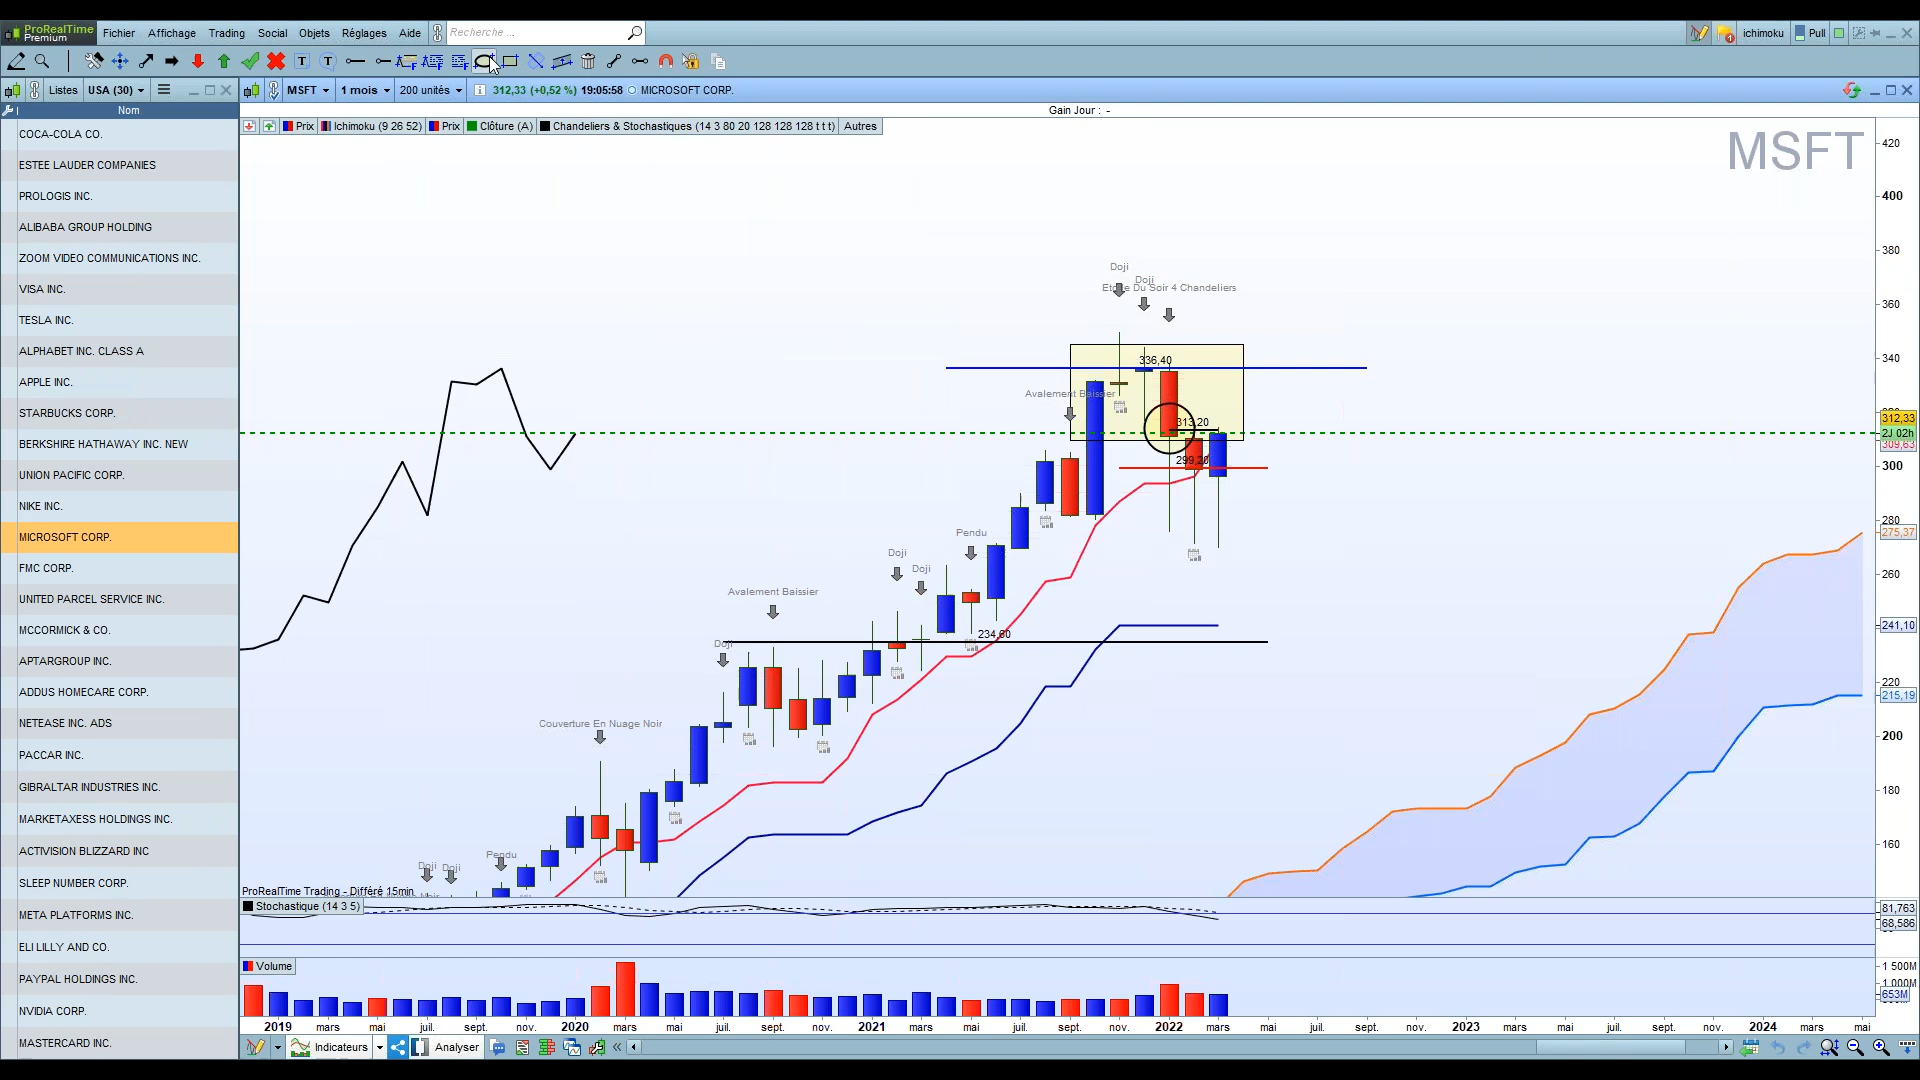 ProRealTime
Premium
Fichier Affichage Trading Social Objets Réglages Aide Recherche ... ichimoku Pull
Listes USA (30) MSFT 1 mois 200 unités 312,33 (+0,52 %) 19:05:58 MICROSOFT CORP.
Nom
Gain Jour : -
Prix Ichimoku (9 26 52) Prix Clôture (A) Chandeliers & Stochastiques (14 3 80 20 128 128 128 t t t) Autres
MSFT
COCA-COLA CO.
ESTEE LAUDER COMPANIES
PROLOGIS INC.
ALIBABA GROUP HOLDING
ZOOM VIDEO COMMUNICATIONS INC.
VISA INC.
TESLA INC.
ALPHABET INC. CLASS A
APPLE INC.
STARBUCKS CORP.
BERKSHIRE HATHAWAY INC. NEW
UNION PACIFIC CORP.
NIKE INC.
MICROSOFT CORP.
FMC CORP.
UNITED PARCEL SERVICE INC.
MCCORMICK & CO.
APTARGROUP INC.
ADDUS HOMECARE CORP.
NETEASE INC. ADS
PACCAR INC.
GIBRALTAR INDUSTRIES INC.
MARKETAXESS HOLDINGS INC.
ACTIVISION BLIZZARD INC
SLEEP NUMBER CORP.
META PLATFORMS INC.
ELI LILLY AND CO.
PAYPAL HOLDINGS INC.
NVIDIA CORP.
MASTERCARD INC.
Doji
Doji
Etoile Du Soir 4 Chandeliers
336,40
Avalement Baissier
313,20
299,20
Pendu
Doji
Doji
Avalement Baissier
234,60
Doji
Couverture En Nuage Noir
Pendu
Doji Doji
420
400
380
360
340
312,33
2J 02h
309,63
300
280
275,37
260
241,10
220
215,19
200
180
160
ProRealTime Trading - Différé 15min
Stochastique (14 3 5)
81,763
68,586
Volume
1 500M
1 000M
653M
2019 mars mai juil. sept. nov. 2020 mars mai juil. sept. nov. 2021 mars mai juil. sept. nov. 2022 mars mai juil. sept. nov. 2023 mars mai juil. sept. nov. 2024 mars mai
Indicateurs Analyser